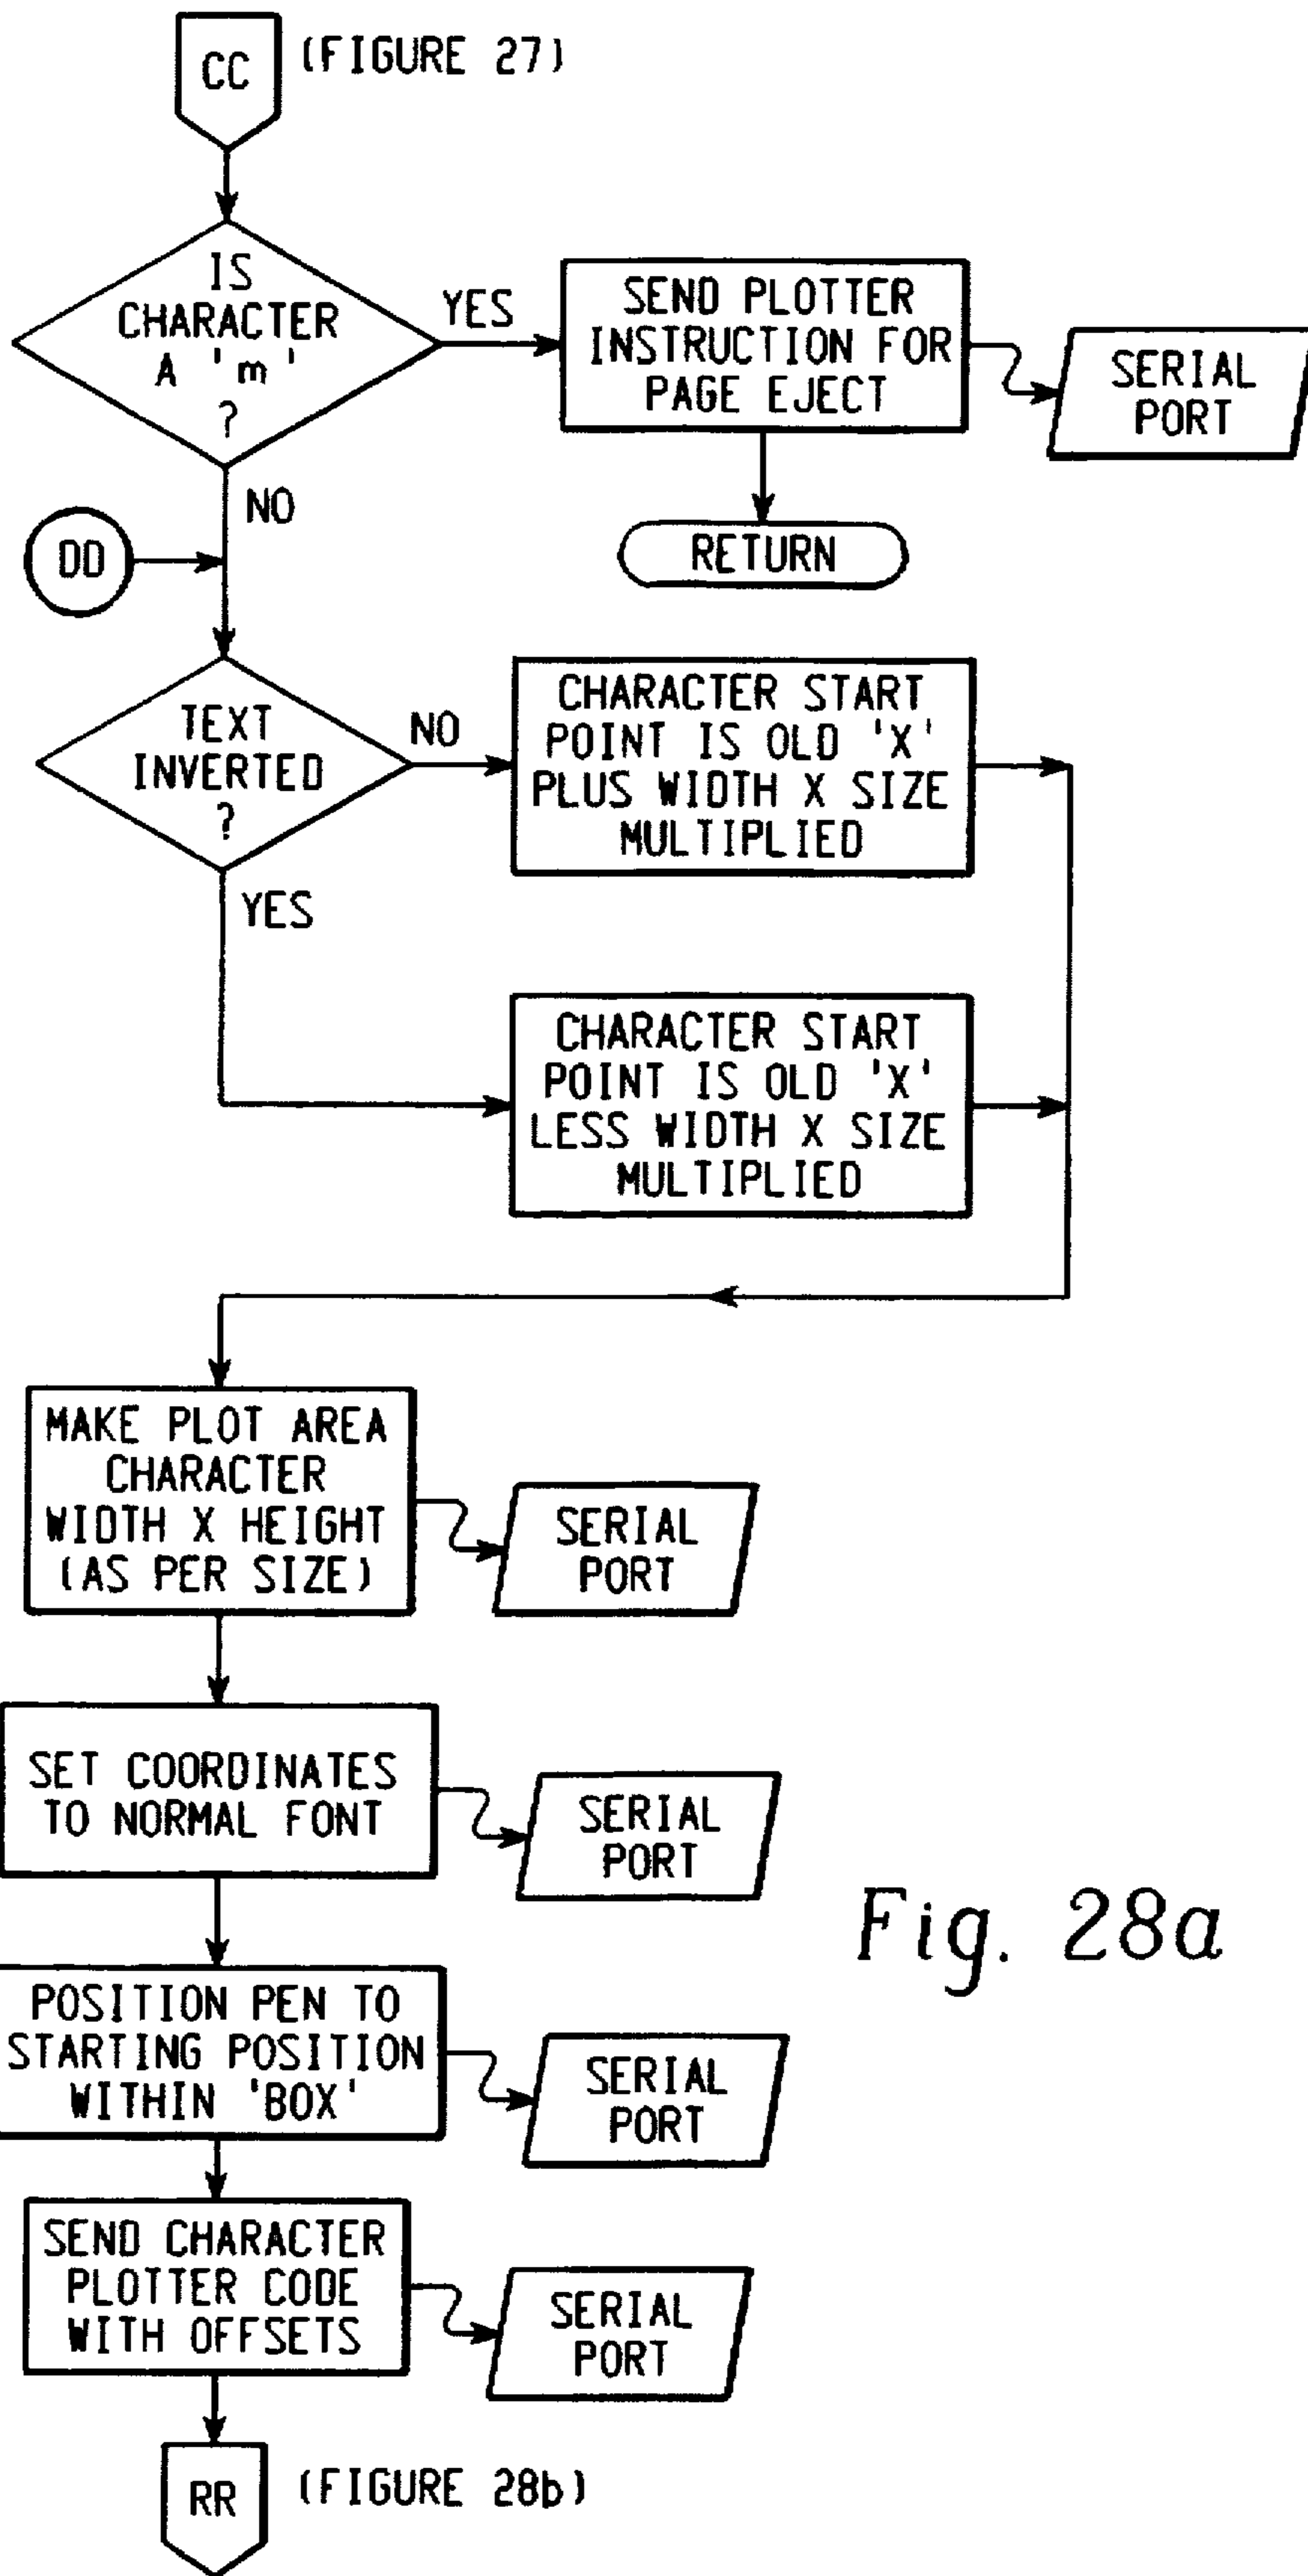 CC
(FIGURE 27)
IS
CHARACTER
A 'm'
?
YES
SEND PLOTTER
INSTRUCTION FOR
PAGE EJECT
SERIAL
PORT
NO
DD
RETURN
TEXT
INVERTED
?
NO
CHARACTER START
POINT IS OLD 'X'
PLUS WIDTH X SIZE
MULTIPLIED
YES
CHARACTER START
POINT IS OLD 'X'
LESS WIDTH X SIZE
MULTIPLIED
MAKE PLOT AREA
CHARACTER
WIDTH X HEIGHT
(AS PER SIZE)
SERIAL
PORT
SET COORDINATES
TO NORMAL FONT
SERIAL
PORT
Fig. 28a
POSITION PEN TO
STARTING POSITION
WITHIN 'BOX'
SERIAL
PORT
SEND CHARACTER
PLOTTER CODE
WITH OFFSETS
SERIAL
PORT
RR
(FIGURE 28b)